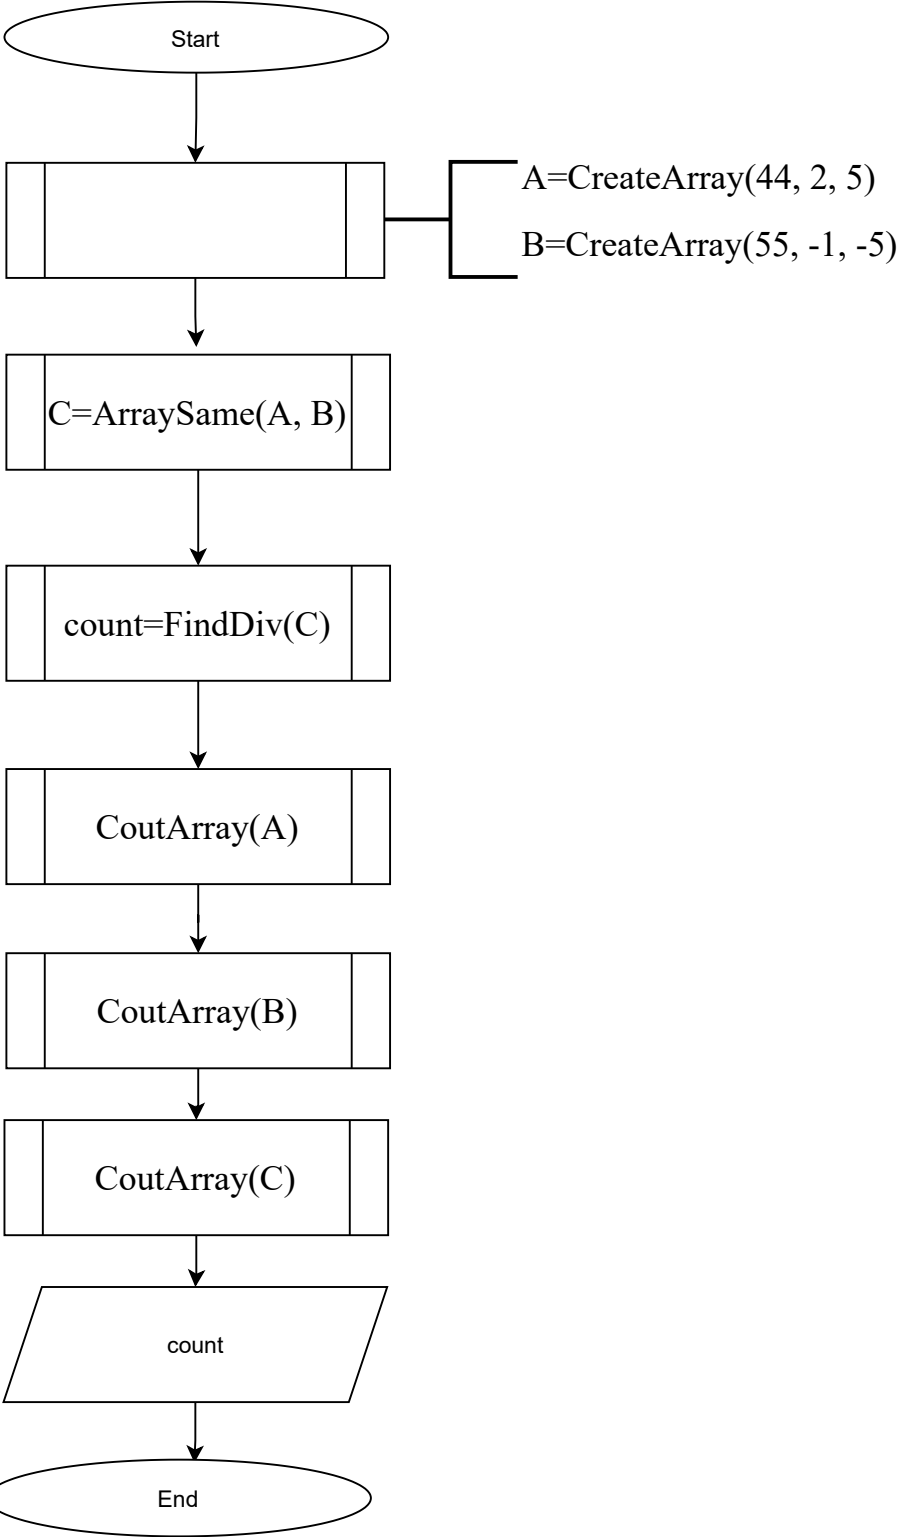 Start
A=CreateArray(44, 2, 5)
B=CreateArray(55, -1, -5)
C=ArraySame(A, B)
count=FindDiv(C)
CoutArray(A)
CoutArray(B)
CoutArray(C)
count
End